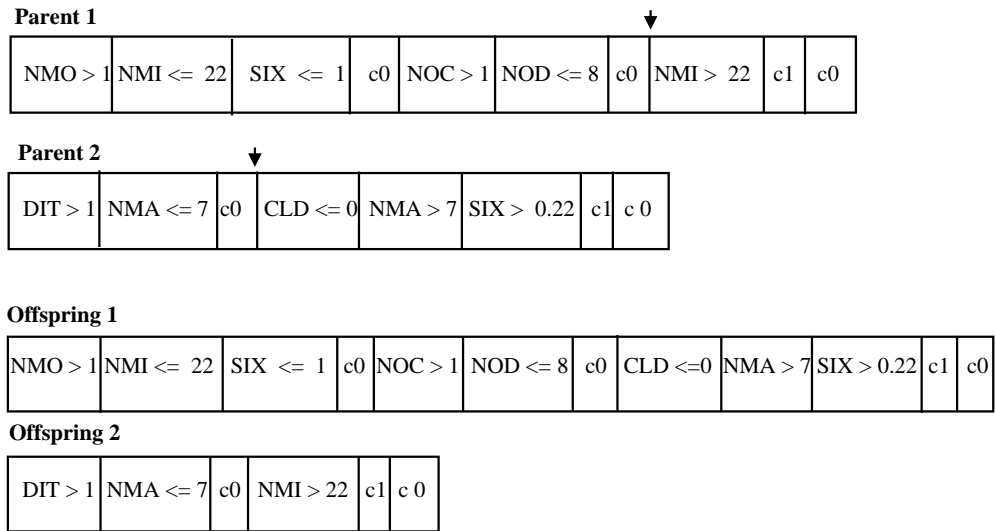 Parent 1
NMO > 1 NMI <= 22 SIX <= 1 c0 NOC > 1 NOD <= 8 c0 NMI > 22 c1 c0
Parent 2
DIT > 1 NMA <= 7 c0 CLD <= 0 NMA > 7 SIX > 0.22 c1 c 0
Offspring 1
NMO > 1 NMI <= 22 SIX <= 1 c0 NOC > 1 NOD <= 8 c0 CLD <=0 NMA > 7 SIX > 0.22 c1 c0
Offspring 2
DIT > 1 NMA <= 7 c0 NMI > 22 c1 c 0